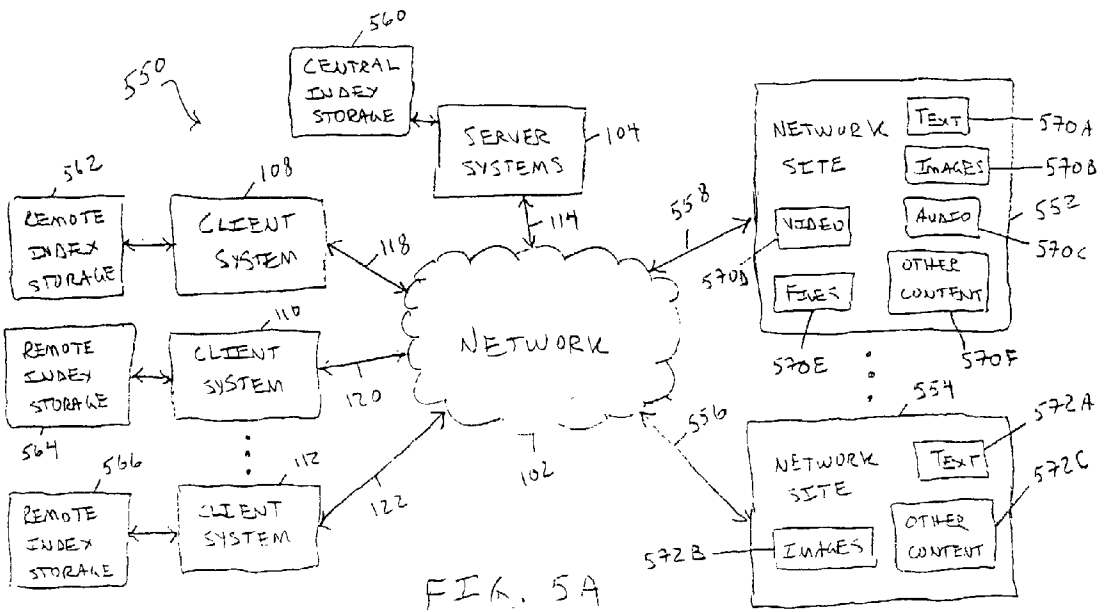 550
560
CENTRAL
INDEX
STORAGE
SERVER
SYSTEMS
104
114
562
REMOTE
INDEX
STORAGE
108
CLIENT
SYSTEM
118
REMOTE
INDEX
STORAGE
564
110
CLIENT
SYSTEM
120
566
REMOTE
INDEX
STORAGE
112
CLIENT
SYSTEM
122
NETWORK
102
558
NETWORK
SITE
TEXT
570A
IMAGES
570B
552
VIDEO
570D
AUDIO
570C
FILES
570E
OTHER
CONTENT
570F
556
554
NETWORK
SITE
TEXT
572A
IMAGES
572B
OTHER
CONTENT
572C
FIG. 5A